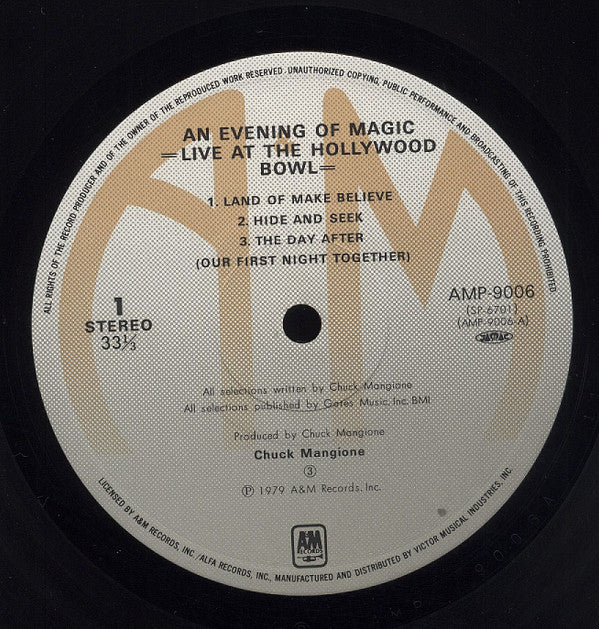 ALL RIGHTS OF THE RECORD PRODUCER AND OF THE OWNER OF THE REPRODUCED WORK RESERVED. UNAUTHORIZED COPYING, PUBLIC PERFORMANCE AND BROADCASTING OF THIS RECORDING PROHIBITED
AN EVENING OF MAGIC
=LIVE AT THE HOLLYWOOD
BOWL=
1. LAND OF MAKE BELIEVE
2. HIDE AND SEEK
3. THE DAY AFTER
(OUR FIRST NIGHT TOGETHER)
1
STEREO
33⅓
AMP-9006
(SP-6701)
(AMP-9006-A)
JASRAC
All selections written by Chuck Mangione
All selections published by Gates Music, Inc. BMI
Produced by Chuck Mangione
Chuck Mangione
③
Ⓟ 1979 A&M Records, Inc.
A&M
RECORDS
LICENSED BY A&M RECORDS, INC./ALFA RECORDS, INC., MANUFACTURED AND DISTRIBUTED BY VICTOR MUSICAL INDUSTRIES, INC.